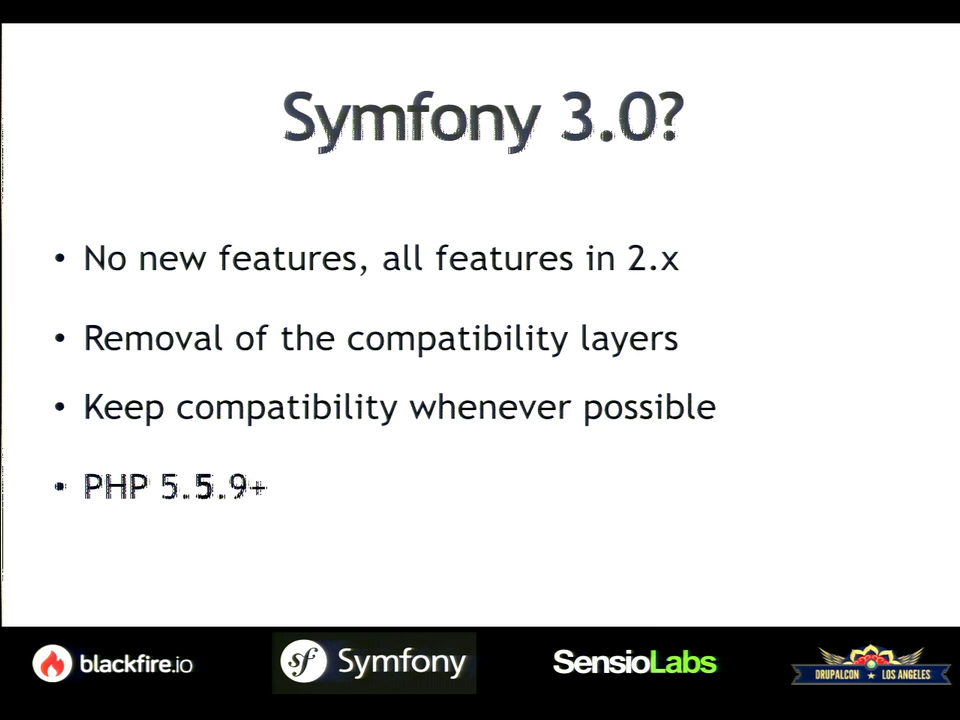 Symfony 3.0?
• No new features, all features in 2.x
• Removal of the compatibility layers
• Keep compatibility whenever possible
• PHP 5.5.9+
blackfire.io
sf Symfony
SensioLabs
DRUPALCON ★ LOS ANGELES